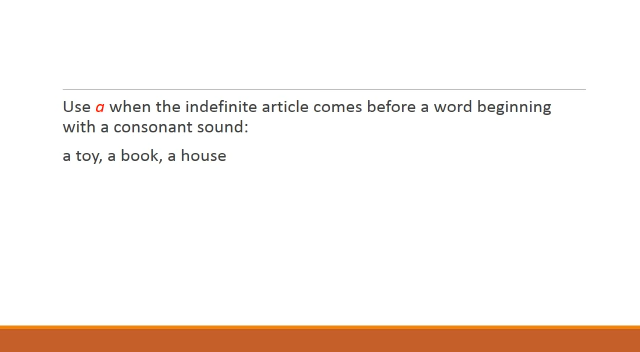 Use a when the indefinite article comes before a word beginning
with a consonant sound:
a toy, a book, a house